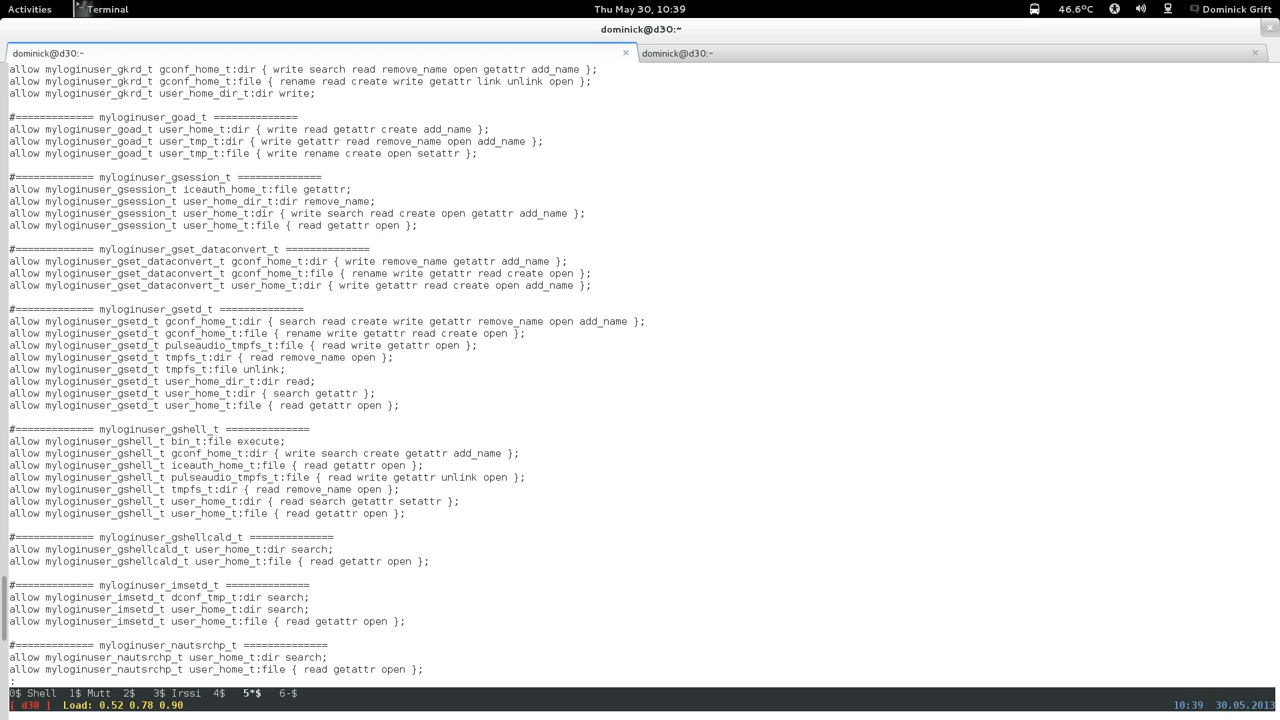 Activities Terminal Thu May 30, 10:39 46.6°C Dominick Grift
dominick@d30:~
dominick@d30:~ dominick@d30:~
allow myloginuser_gkrd_t gconf_home_t:dir { write search read remove_name open getattr add_name };
allow myloginuser_gkrd_t gconf_home_t:file { rename read create write getattr link unlink open };
allow myloginuser_gkrd_t user_home_dir_t:dir write;
#============= myloginuser_goad_t ==============
allow myloginuser_goad_t user_home_t:dir { write read getattr create add_name };
allow myloginuser_goad_t user_tmp_t:dir { write getattr read remove_name open add_name };
allow myloginuser_goad_t user_tmp_t:file { write rename create open setattr };
#============= myloginuser_gsession_t ==============
allow myloginuser_gsession_t iceauth_home_t:file getattr;
allow myloginuser_gsession_t user_home_dir_t:dir remove_name;
allow myloginuser_gsession_t user_home_t:dir { write search read create open getattr add_name };
allow myloginuser_gsession_t user_home_t:file { read getattr open };
#============= myloginuser_gset_dataconvert_t ==============
allow myloginuser_gset_dataconvert_t gconf_home_t:dir { write remove_name getattr add_name };
allow myloginuser_gset_dataconvert_t gconf_home_t:file { rename write getattr read create open };
allow myloginuser_gset_dataconvert_t user_home_t:dir { write getattr read create open add_name };
#============= myloginuser_gsetd_t ==============
allow myloginuser_gsetd_t gconf_home_t:dir { search read create write getattr remove_name open add_name };
allow myloginuser_gsetd_t gconf_home_t:file { rename write getattr read create open };
allow myloginuser_gsetd_t pulseaudio_tmpfs_t:file { read write getattr open };
allow myloginuser_gsetd_t tmpfs_t:dir { read remove_name open };
allow myloginuser_gsetd_t tmpfs_t:file unlink;
allow myloginuser_gsetd_t user_home_dir_t:dir read;
allow myloginuser_gsetd_t user_home_t:dir { search getattr };
allow myloginuser_gsetd_t user_home_t:file { read getattr open };
#============= myloginuser_gshell_t ==============
allow myloginuser_gshell_t bin_t:file execute;
allow myloginuser_gshell_t gconf_home_t:dir { write search create getattr add_name };
allow myloginuser_gshell_t iceauth_home_t:file { read getattr open };
allow myloginuser_gshell_t pulseaudio_tmpfs_t:file { read write getattr unlink open };
allow myloginuser_gshell_t tmpfs_t:dir { read remove_name open };
allow myloginuser_gshell_t user_home_t:dir { read search getattr setattr };
allow myloginuser_gshell_t user_home_t:file { read getattr open };
#============= myloginuser_gshellcald_t ==============
allow myloginuser_gshellcald_t user_home_t:dir search;
allow myloginuser_gshellcald_t user_home_t:file { read getattr open };
#============= myloginuser_imsetd_t ==============
allow myloginuser_imsetd_t dconf_tmp_t:dir search;
allow myloginuser_imsetd_t user_home_t:dir search;
allow myloginuser_imsetd_t user_home_t:file { read getattr open };
#============= myloginuser_nautsrchp_t ==============
allow myloginuser_nautsrchp_t user_home_t:dir search;
allow myloginuser_nautsrchp_t user_home_t:file { read getattr open };
:
0$ Shell 1$ Mutt 2$ 3$ Irssi 4$ 5*$ 6-$
[ d30 ] Load: 0.52 0.78 0.90 10:39 30.05.2013